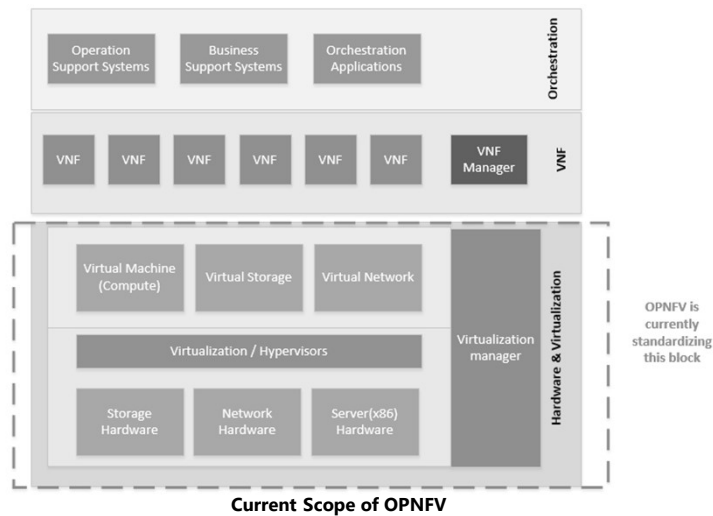 Operation
Support Systems
Business
Support Systems
Orchestration
Applications
Orchestration
VNF
VNF
VNF
VNF
VNF
VNF
VNF
Manager
VNF
Virtual Machine
(Compute)
Virtual Storage
Virtual Network
Virtualization / Hypervisors
Storage
Hardware
Network
Hardware
Server(x86)
Hardware
Virtualization
manager
Hardware & Virtualization
OPNFV is
currently
standardizing
this block
Current Scope of OPNFV